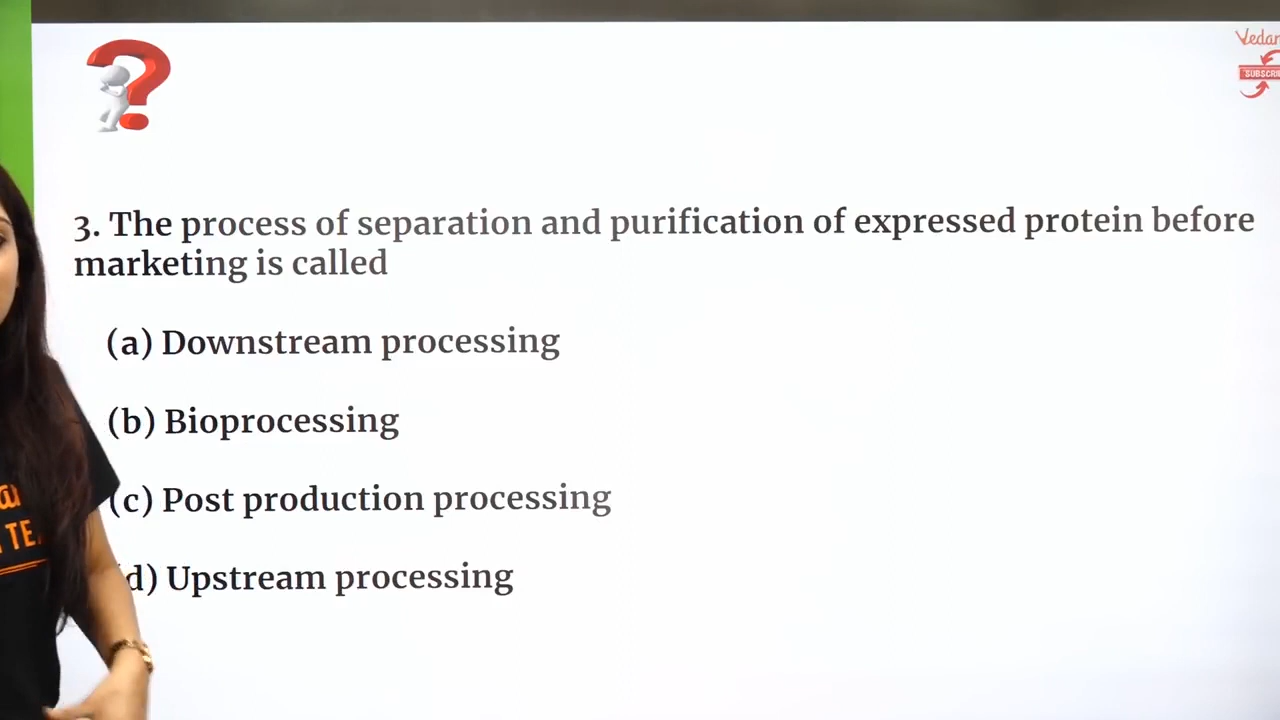 3. The process of separation and purification of expressed protein before
marketing is called
(a) Downstream processing
(b) Bioprocessing
(c) Post production processing
d) Upstream processing